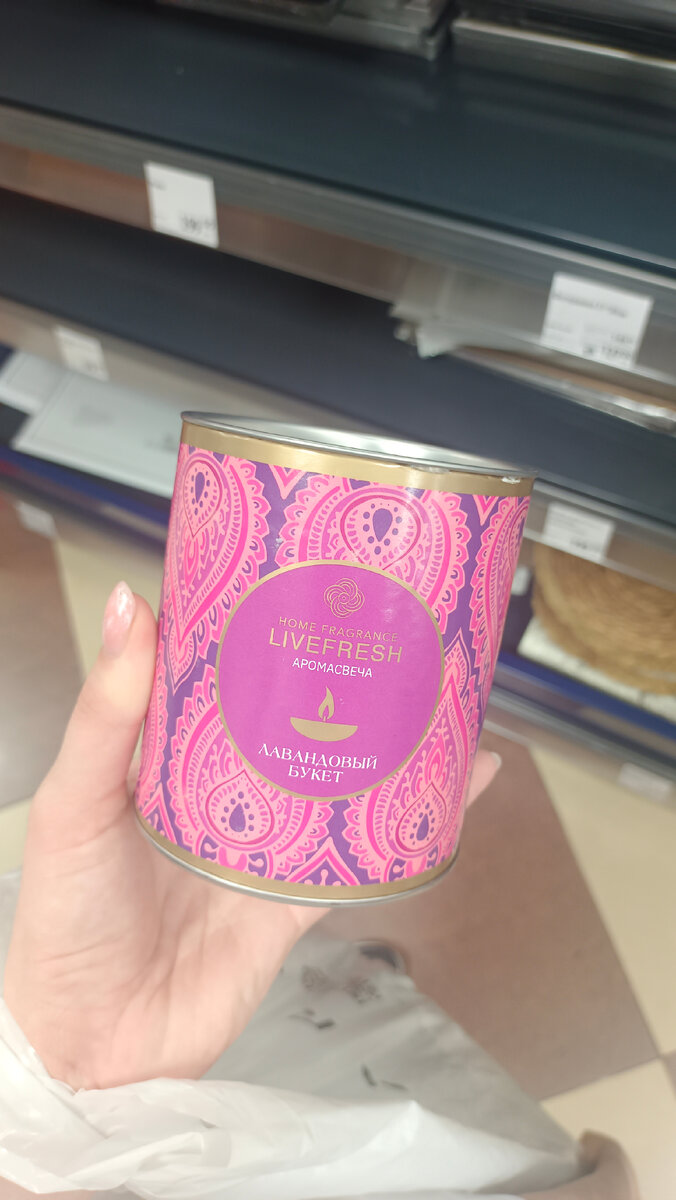 HOME FRAGRANCE
LIVEFRESH
АРОМАСВЕЧА
ЛАВАНДОВЫЙ
БУКЕТ